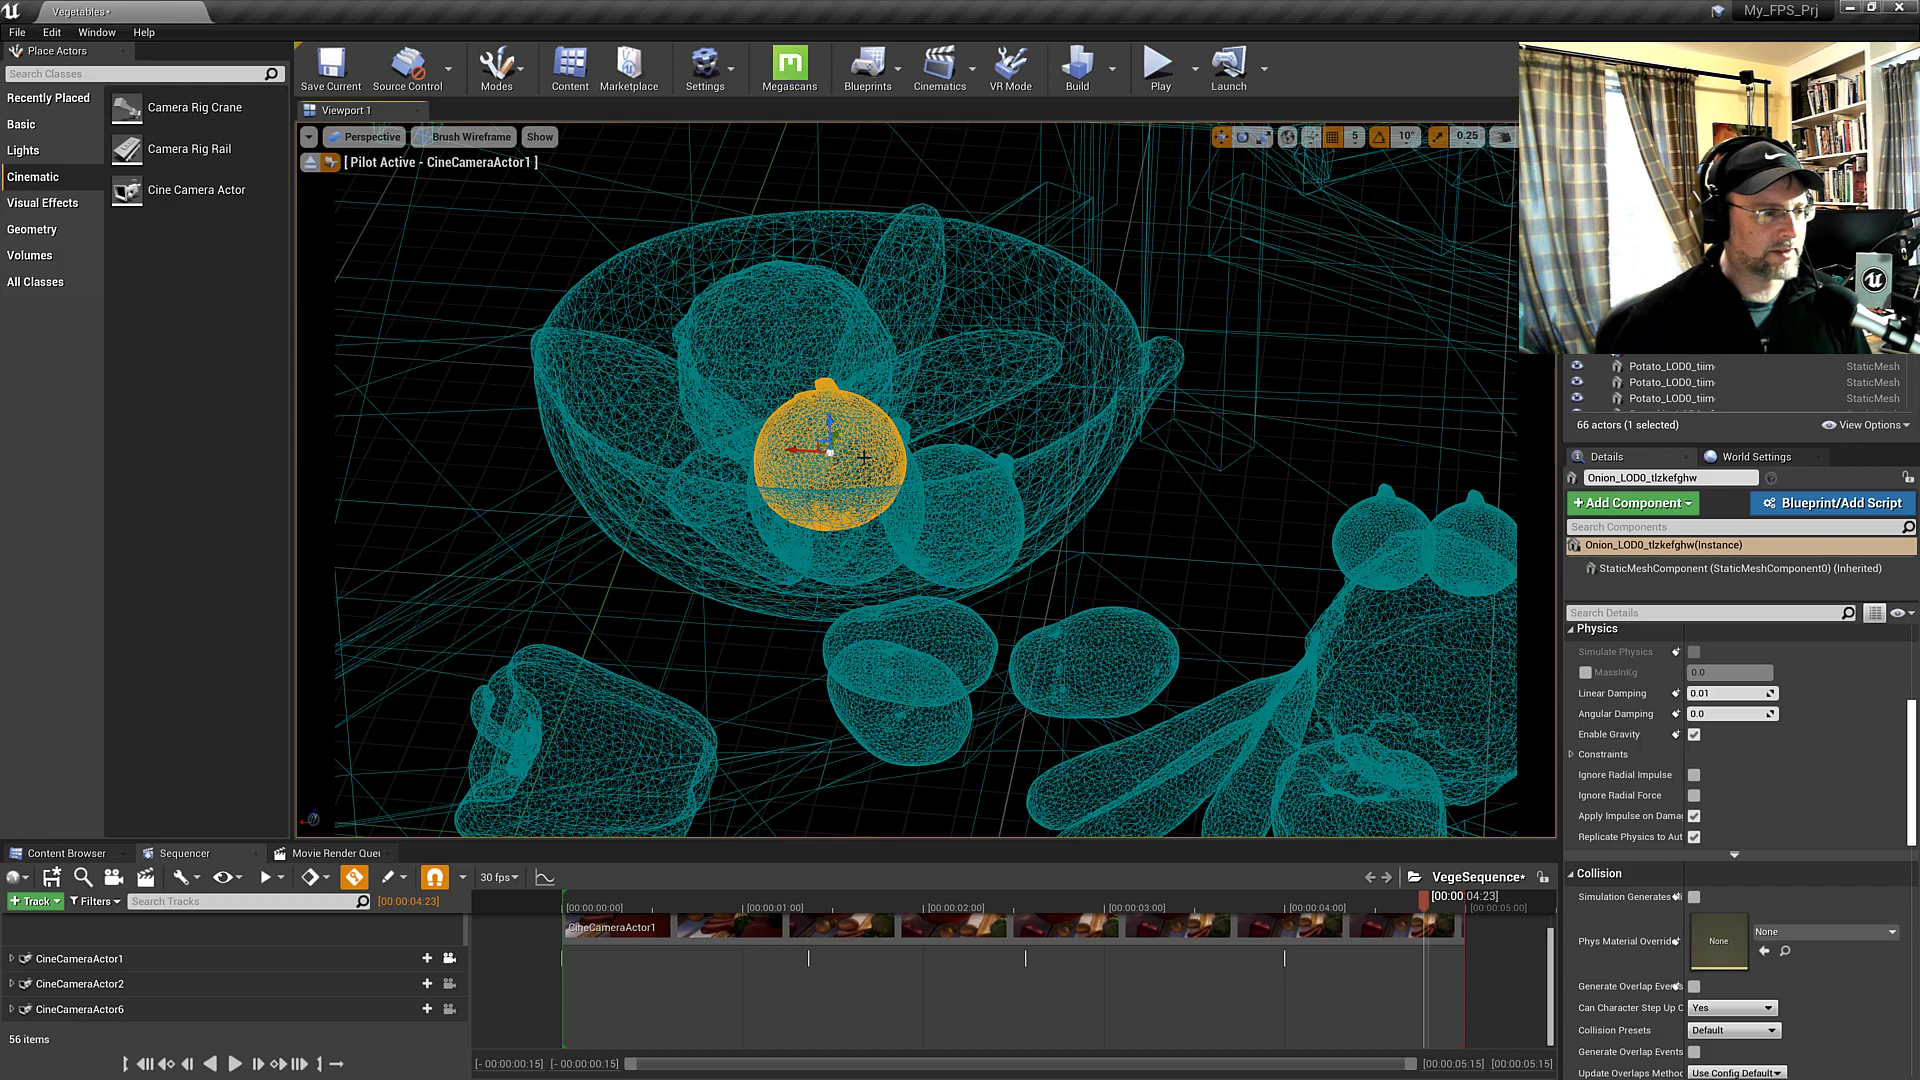 Vegetables•
My_FPS_Prj
File Edit Window Help
Place Actors
Search Classes
Recently Placed
Basic
Lights
Cinematic
Visual Effects
Geometry
Volumes
All Classes
Camera Rig Crane
Camera Rig Rail
Cine Camera Actor
Save Current Source Control Modes Content Marketplace Settings Megascans Blueprints Cinematics VR Mode Build Play Launch
Viewport 1
Perspective Brush Wireframe Show 5 10° 0.25
[ Pilot Active - CineCameraActor1 ]
Potato_LOD0_tiim StaticMesh
Potato_LOD0_tiim StaticMesh
Potato_LOD0_tiim StaticMesh
66 actors (1 selected) View Options
Details World Settings
Onion_LOD0_tlzkefghw
+Add Component Blueprint/Add Script
Search Components
Onion_LOD0_tlzkefghw(Instance)
StaticMeshComponent (StaticMeshComponent0) (Inherited)
Search Details
Physics
Simulate Physics
MassInKg 0.0
Linear Damping 0.01
Angular Damping 0.0
Enable Gravity
Constraints
Ignore Radial Impulse
Ignore Radial Force
Apply Impulse on Damag
Replicate Physics to Aut
Collision
Simulation Generates
Phys Material Override None None
Generate Overlap Events
Can Character Step Up O Yes
Collision Presets Default
Generate Overlap Events
Update Overlaps Method Use Config Default
Content Browser Sequencer Movie Render Que
30 fps VegeSequence*
+ Track Filters Search Tracks [00:00:04:23]
[00:00:04:23]
[00:00:00:00] [00:00:01:00] [00:00:02:00] [00:00:03:00] [00:00:04:00] [00:00:05:00]
CineCameraActor1
CineCameraActor1
CineCameraActor2
CineCameraActor6
56 items
[- 00:00:00:15] [- 00:00:00:15] [00:00:05:15] [00:00:05:15]